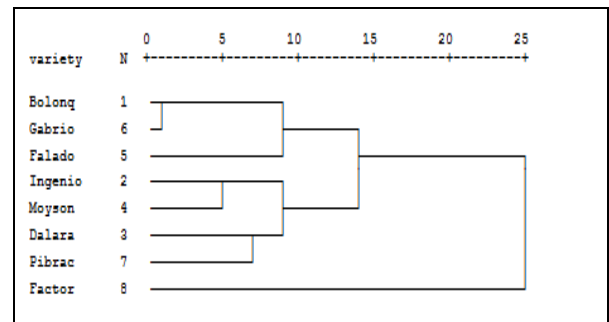 0 5 10 15 20 25
variety N +---------+---------+---------+---------+---------+
Bolonq 1
Gabrio 6
Falado 5
Ingenio 2
Moyson 4
Dalara 3
Pibrac 7
Factor 8